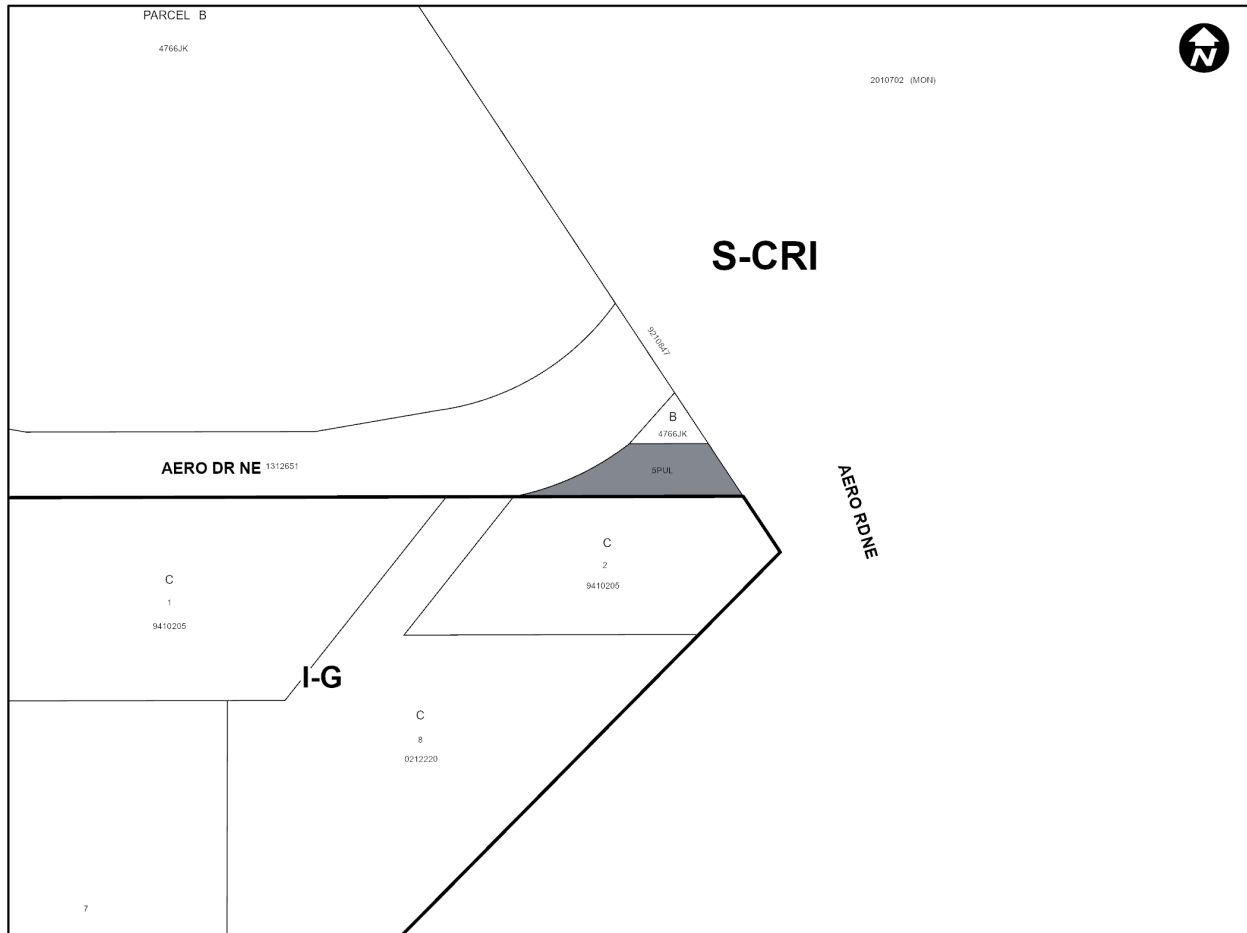 PARCEL B
4766JK
N
2010702 (MON)
S-CRI
9210847
B
4766JK
AERO DR NE 1312651
5PUL
AERO RD NE
C
2
9410205
C
1
9410205
I-G
C
8
0212220
7